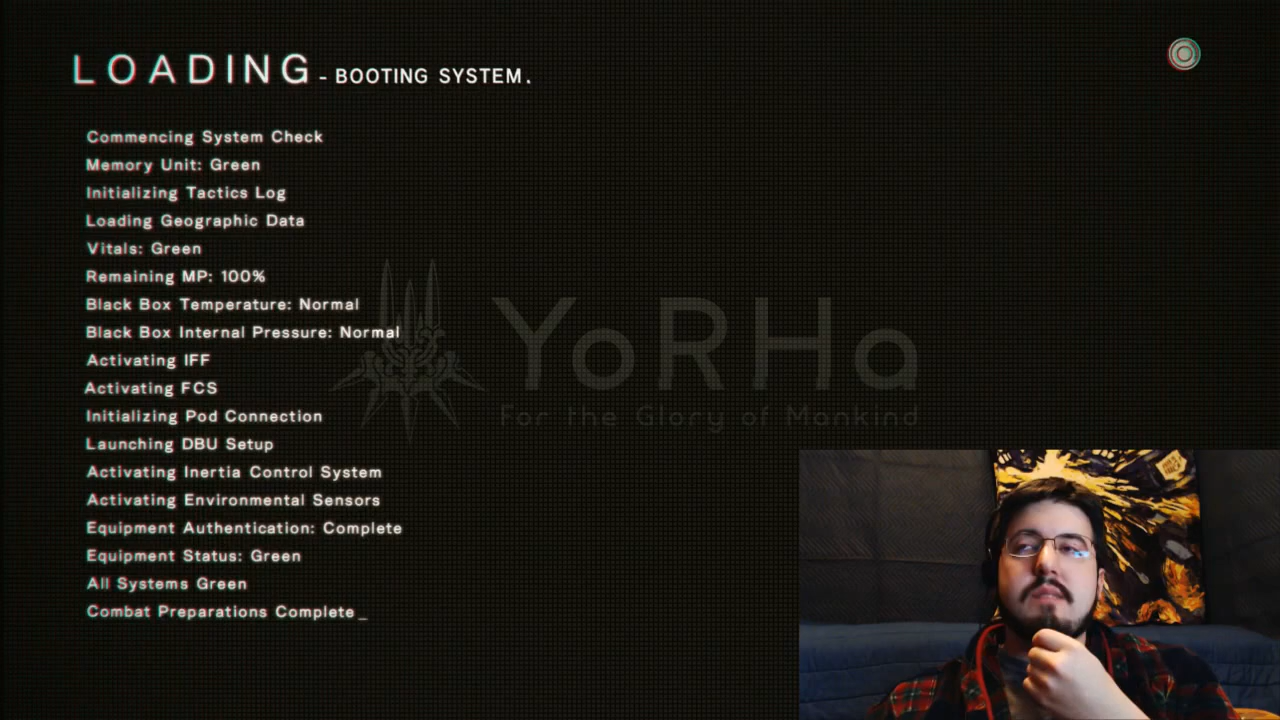 LOADING - BOOTING SYSTEM.
Commencing System Check
Memory Unit: Green
Initializing Tactics Log
Loading Geographic Data
Vitals: Green
Remaining MP: 100%
Black Box Temperature: Normal
Black Box Internal Pressure: Normal
Activating IFF
Activating FCS
Initializing Pod Connection
Launching DBU Setup
Activating Inertia Control System
Activating Environmental Sensors
Equipment Authentication: Complete
Equipment Status: Green
All Systems Green
Combat Preparations Complete _
YoRHa
For the Glory of Mankind